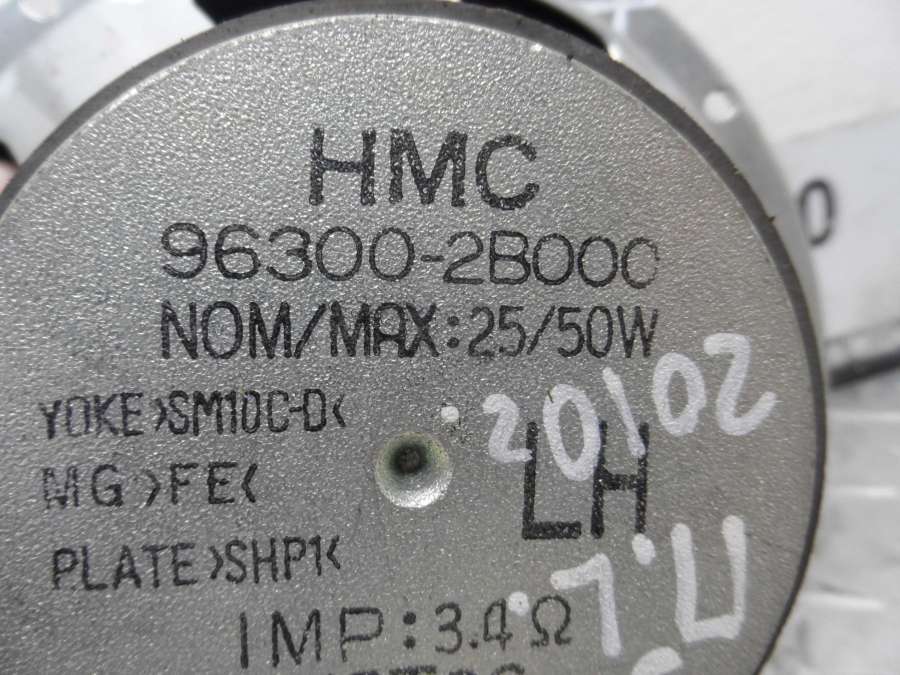 HMC
96300-2B000
NOM/MAX:25/50W
YOKE>SM10C-D<
20102
LH
MG>FE<
PLATE>SHP1<
IMP:3.4Ω